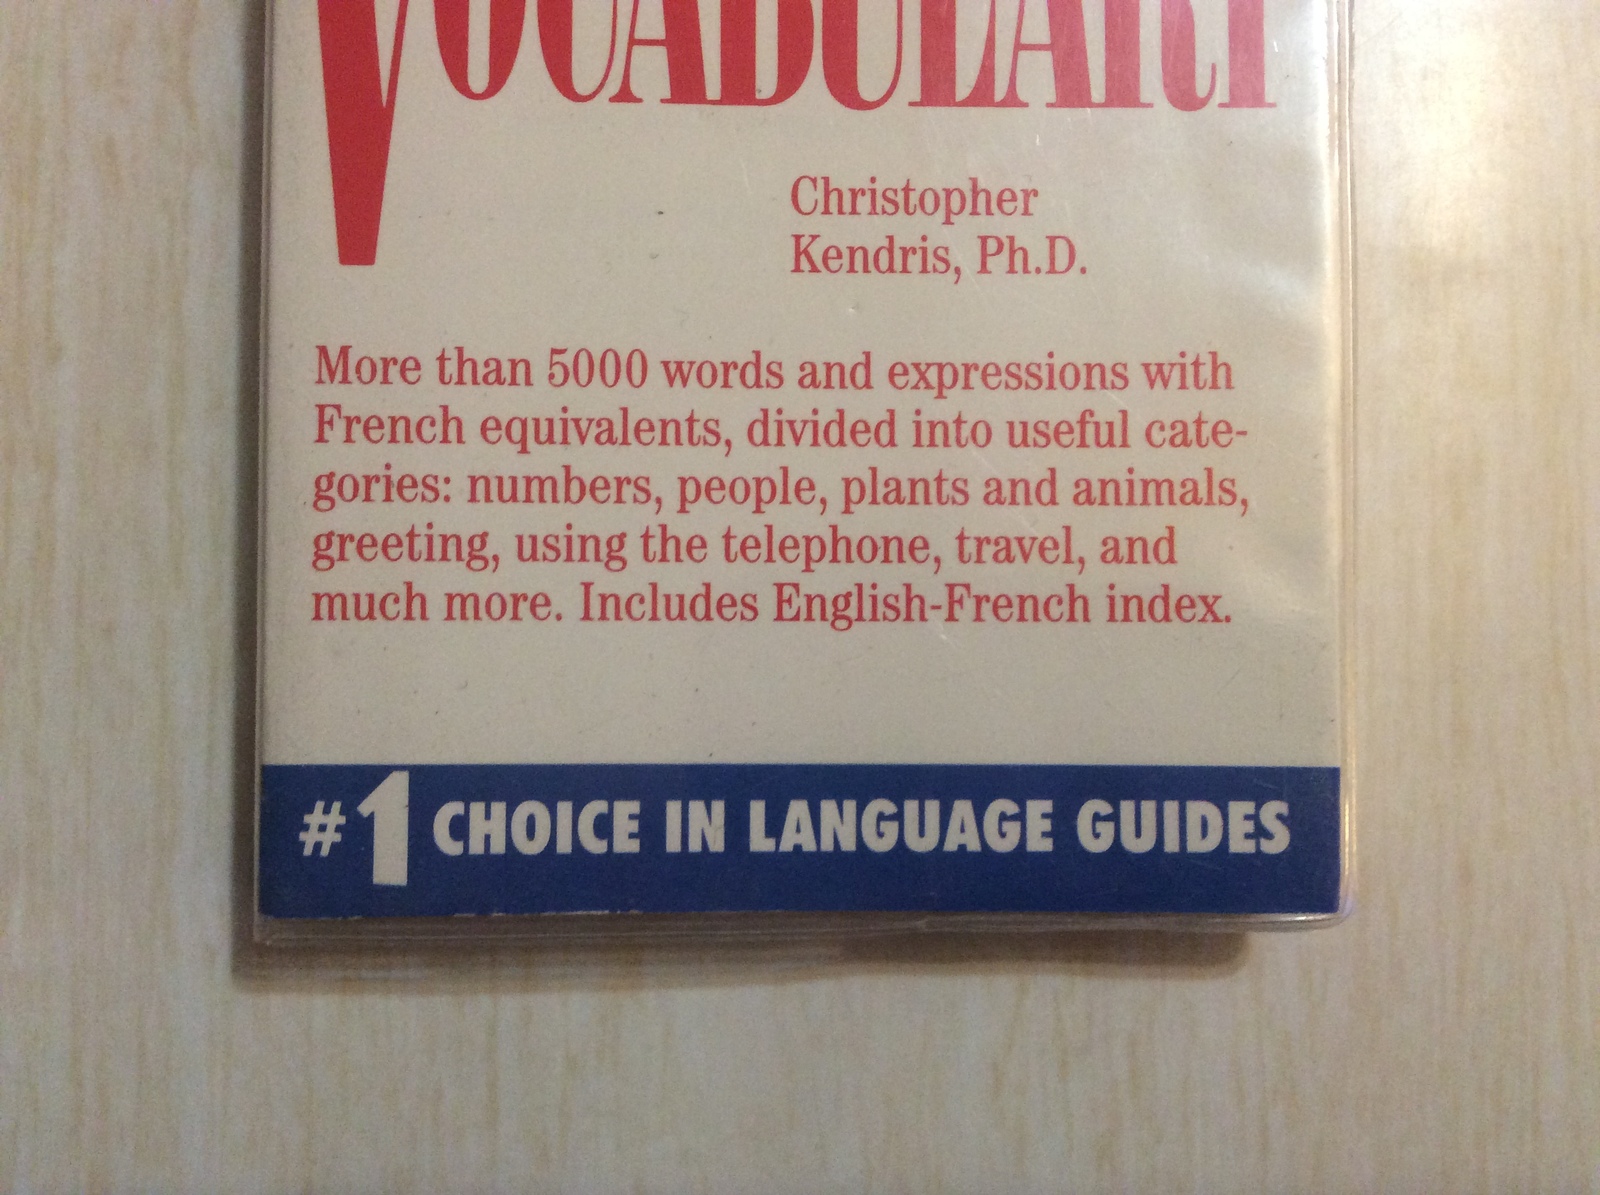 VOCABULARY
Christopher
Kendris, Ph.D.
More than 5000 words and expressions with
French equivalents, divided into useful cate-
gories: numbers, people, plants and animals,
greeting, using the telephone, travel, and
much more. Includes English-French index.
#1 CHOICE IN LANGUAGE GUIDES